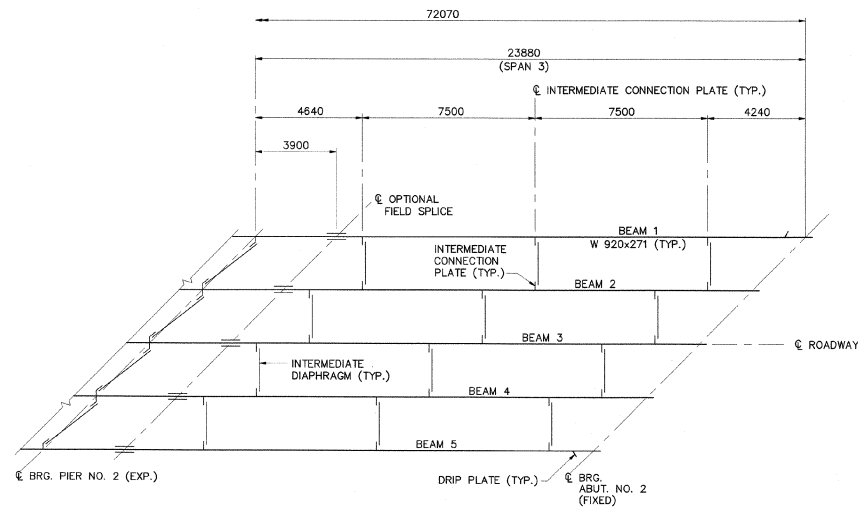 72070
23880
(SPAN 3)
℄ INTERMEDIATE CONNECTION PLATE (TYP.)
4640
7500
7500
4240
3900
℄ OPTIONAL
FIELD SPLICE
BEAM 1
W 920x271 (TYP.)
INTERMEDIATE
CONNECTION
PLATE (TYP.)
BEAM 2
BEAM 3
℄ ROADWAY
INTERMEDIATE
DIAPHRAGM (TYP.)
BEAM 4
BEAM 5
℄ BRG. PIER NO. 2 (EXP.)
DRIP PLATE (TYP.)
℄ BRG.
ABUT. NO. 2
(FIXED)